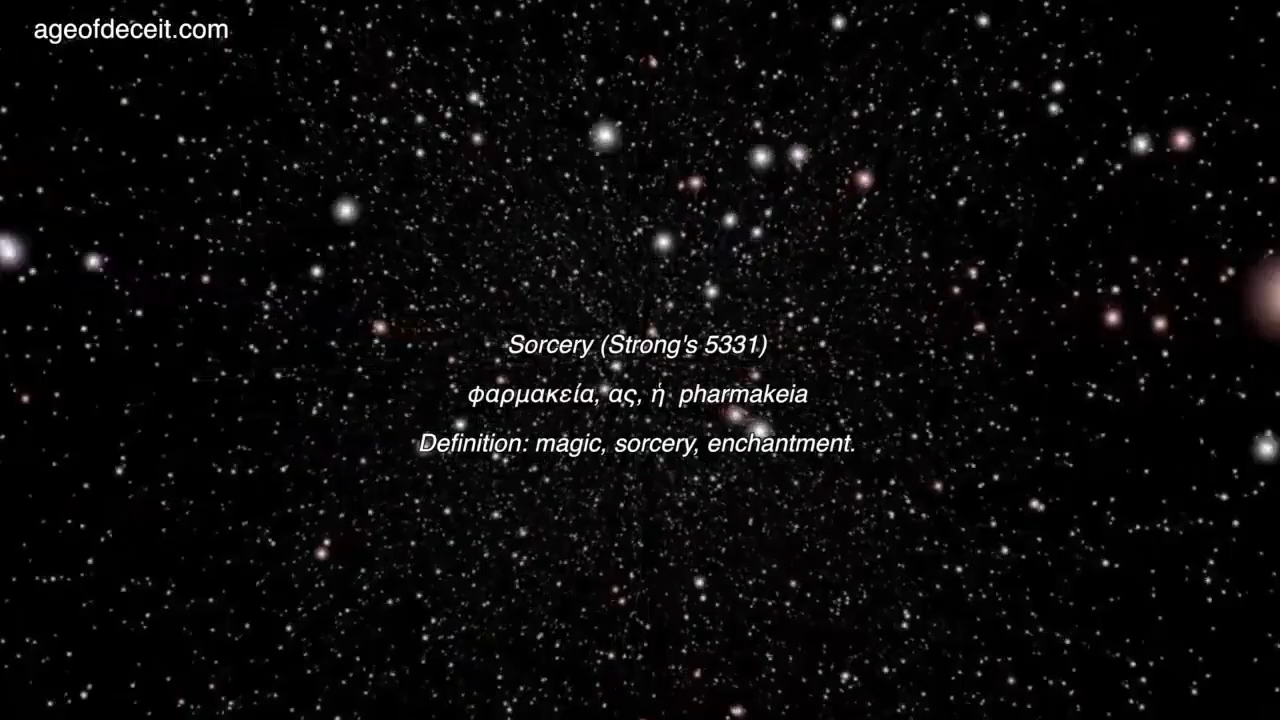 ageofdeceit.com
Sorcery (Strong's 5331)
φαρμακεία, ας, ἡ pharmakeia
Definition: magic, sorcery, enchantment.